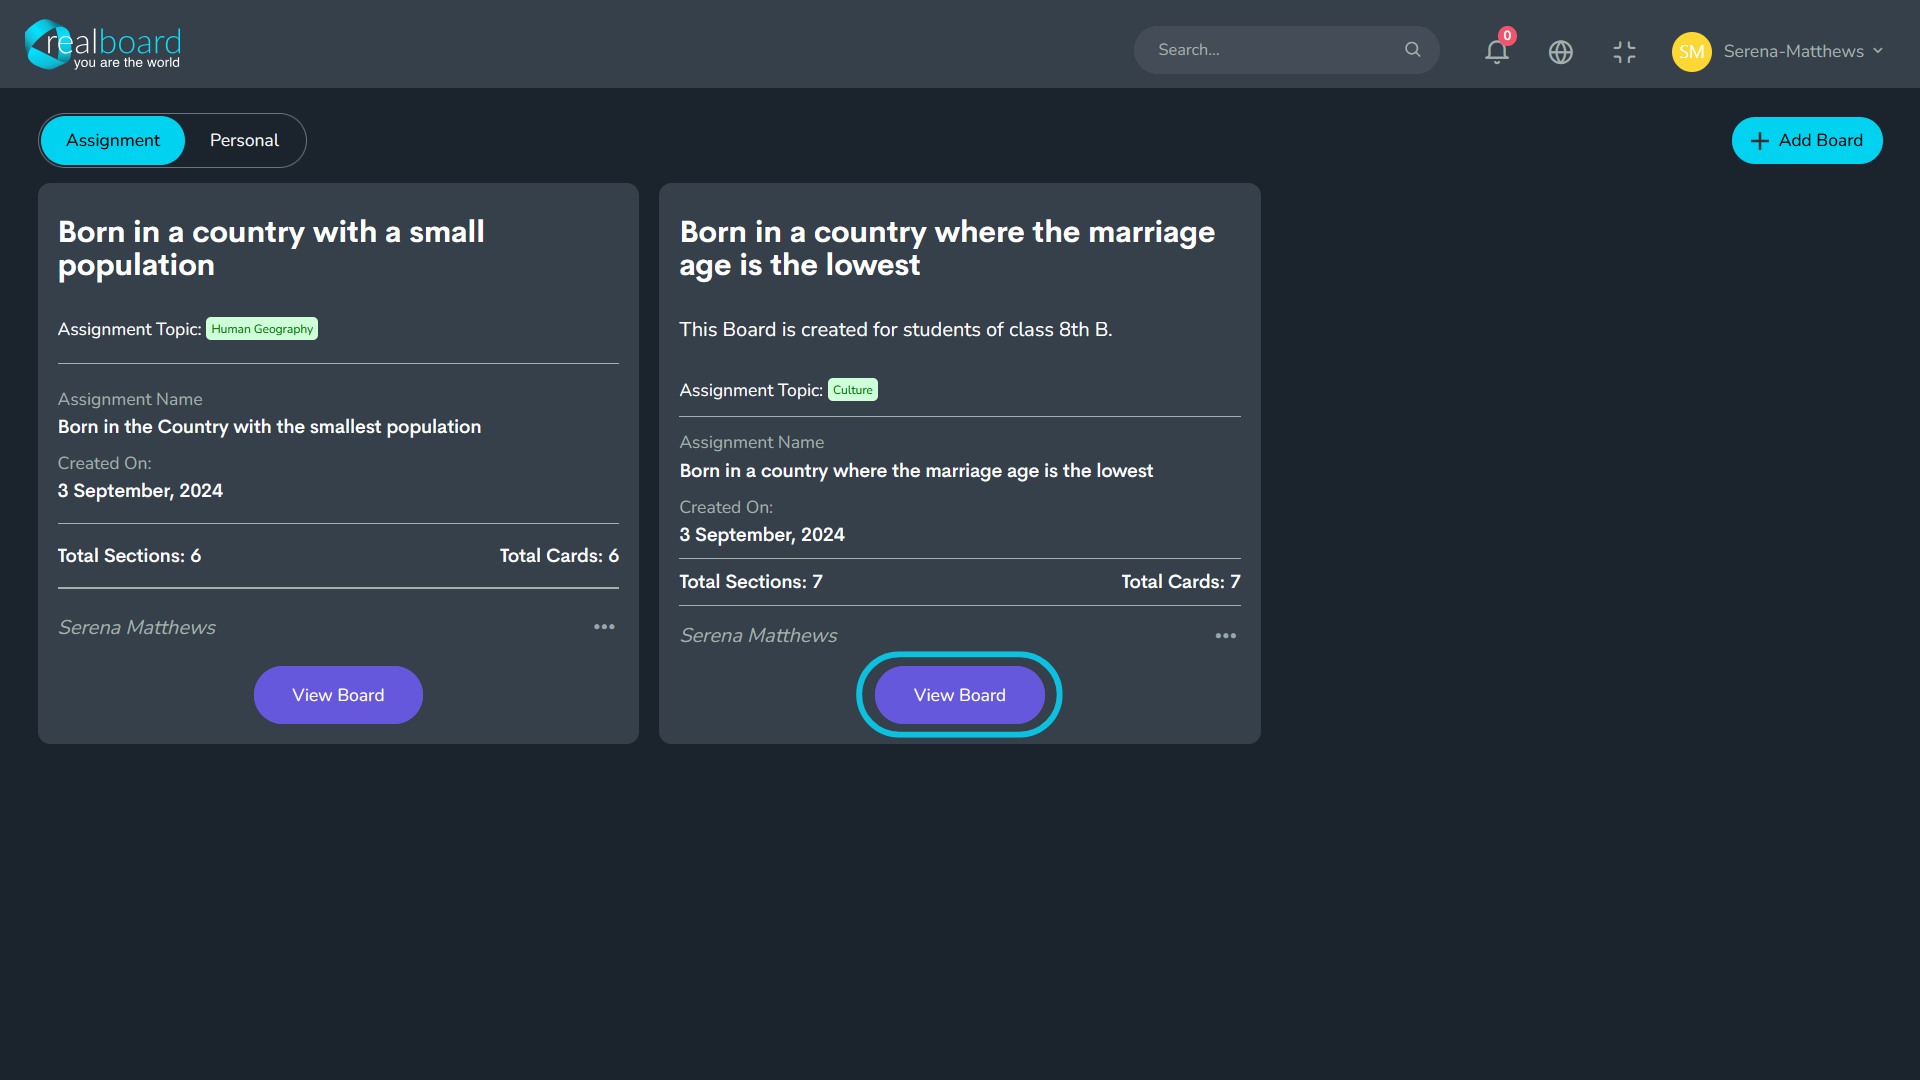 realboard
you are the world
Search...
0
SM
Serena-Matthews
Assignment
Personal
Add Board
Born in a country with a small
population
Assignment Topic: Human Geography
Assignment Name
Born in the Country with the smallest population
Created On:
3 September, 2024
Total Sections: 6
Total Cards: 6
Serena Matthews
View Board
Born in a country where the marriage
age is the lowest
This Board is created for students of class 8th B.
Assignment Topic: Culture
Assignment Name
Born in a country where the marriage age is the lowest
Created On:
3 September, 2024
Total Sections: 7
Total Cards: 7
Serena Matthews
View Board